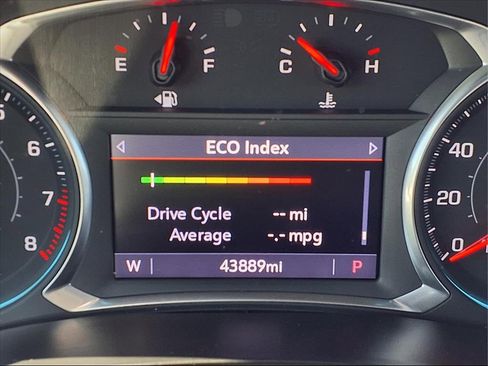 E F
C H
ECO Index
Drive Cycle -- mi
Average -.- mpg
W 43889mi P
6
7
8
40
20
0